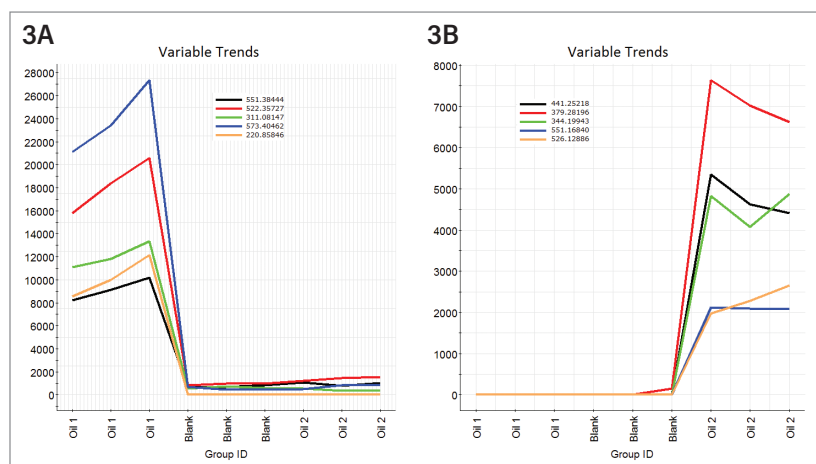 3A
Variable Trends
28000
26000
24000
22000
20000
18000
16000
14000
12000
10000
8000
6000
4000
2000
0
551.38444
522.35727
311.08147
573.40462
220.85846
Oil 1
Oil 1
Oil 1
Blank
Blank
Blank
Oil 2
Oil 2
Oil 2
Group ID
3B
Variable Trends
8000
7000
6000
5000
4000
3000
2000
1000
0
441.25218
379.28196
344.19943
551.16840
526.12886
Oil 1
Oil 1
Oil 1
Blank
Blank
Blank
Oil 2
Oil 2
Oil 2
Group ID